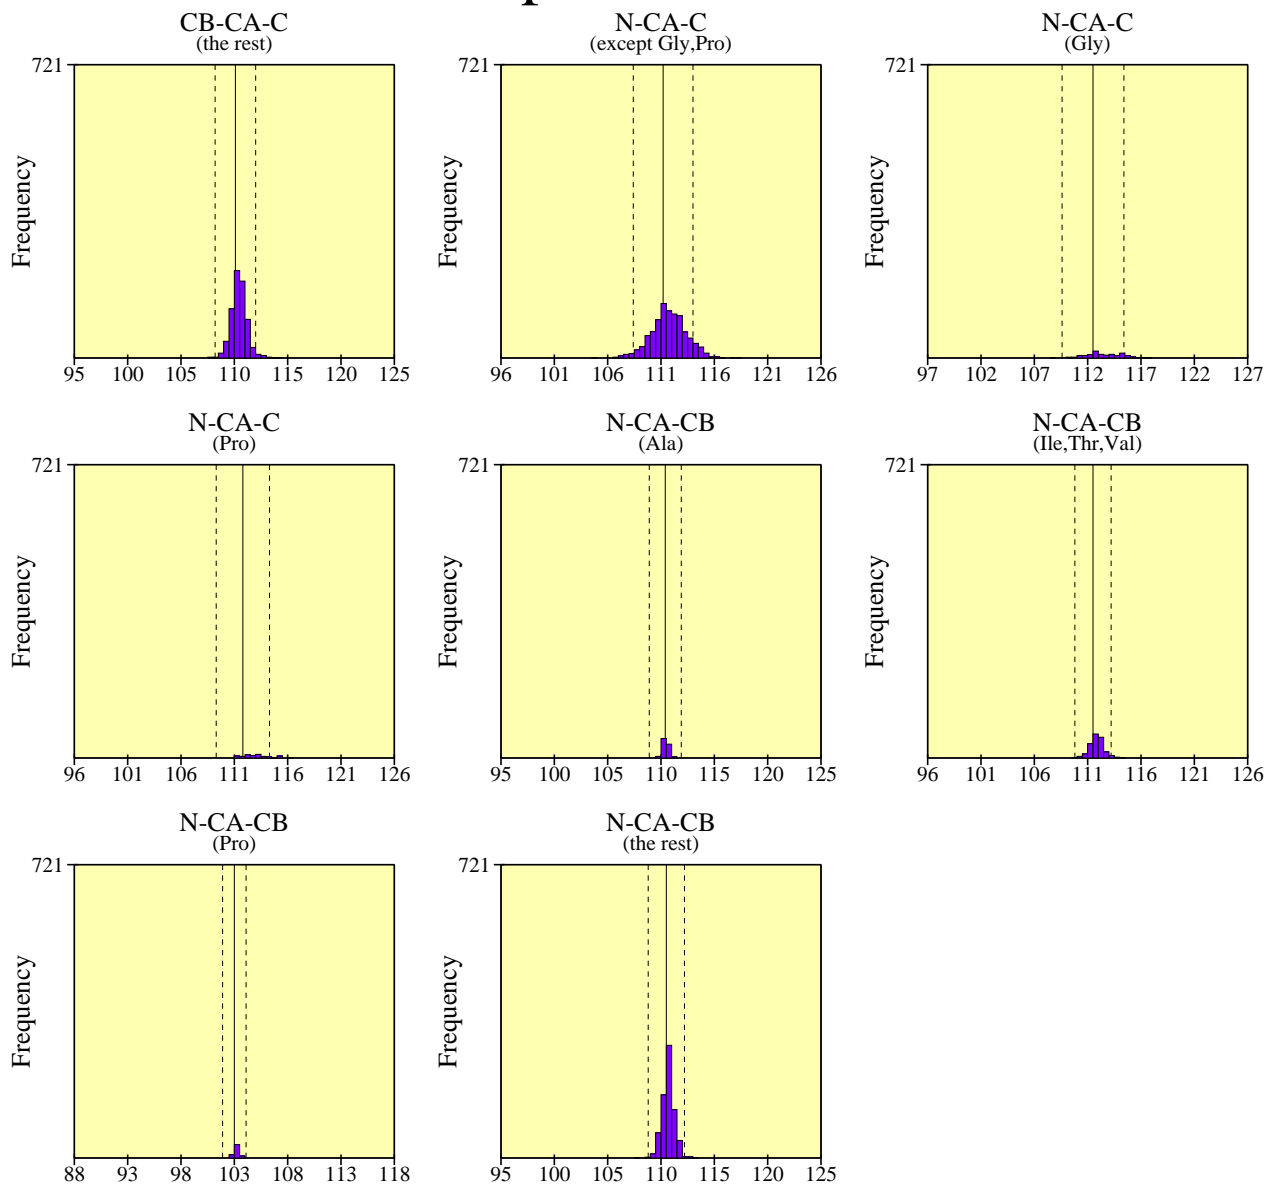 CB-CA-C
(the rest)
721
Frequency
95 100 105 110 115 120 125
N-CA-C
(except Gly,Pro)
721
Frequency
96 101 106 111 116 121 126
N-CA-C
(Gly)
721
Frequency
97 102 107 112 117 122 127
N-CA-C
(Pro)
721
Frequency
96 101 106 111 116 121 126
N-CA-CB
(Ala)
721
Frequency
95 100 105 110 115 120 125
N-CA-CB
(Ile,Thr,Val)
721
Frequency
96 101 106 111 116 121 126
N-CA-CB
(Pro)
721
Frequency
88 93 98 103 108 113 118
N-CA-CB
(the rest)
721
Frequency
95 100 105 110 115 120 125